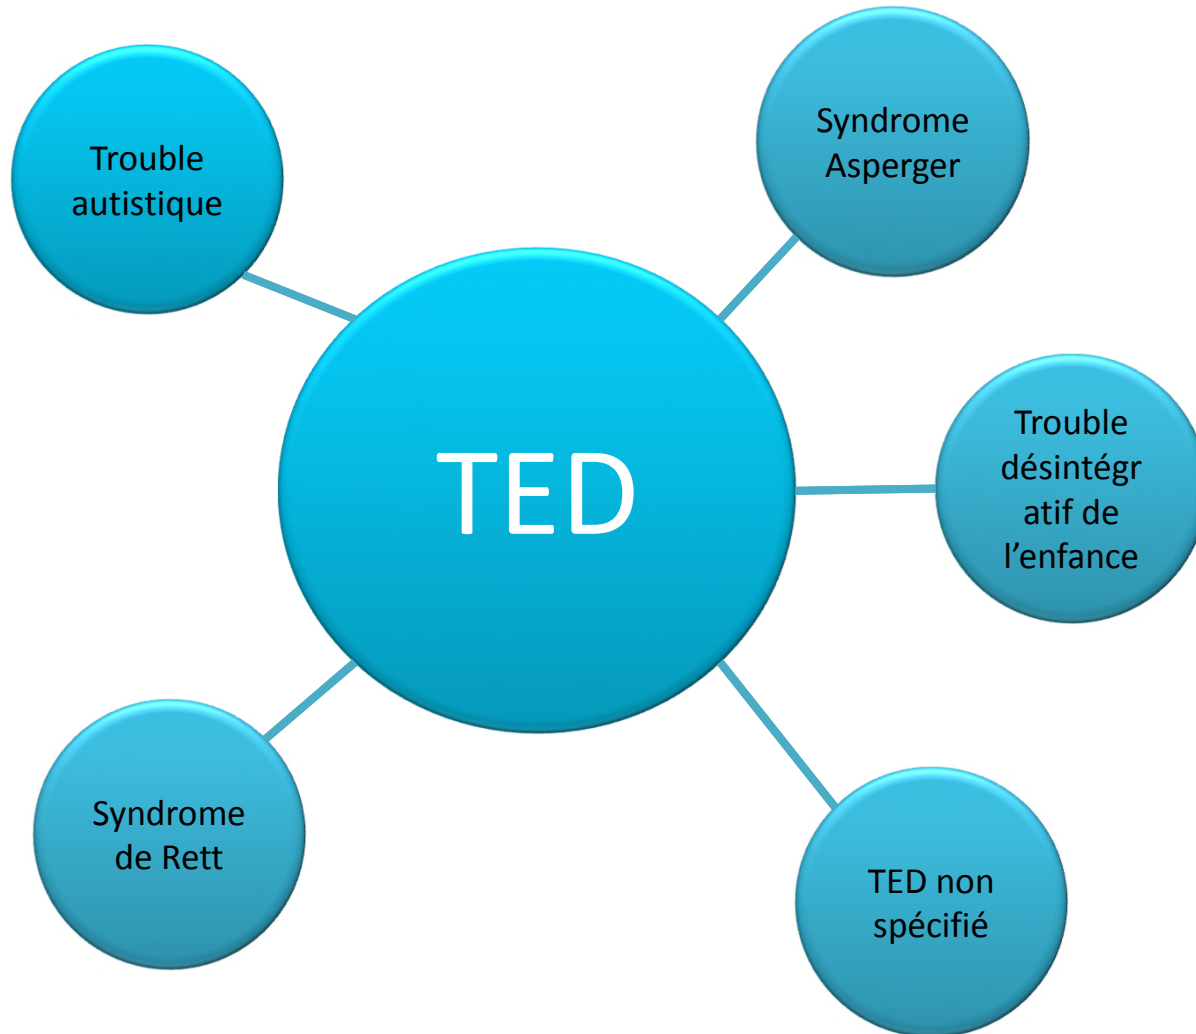 Trouble
autistique
Syndrome
Asperger
TED
Trouble
désintégr
atif de
l’enfance
Syndrome
de Rett
TED non
spécifié